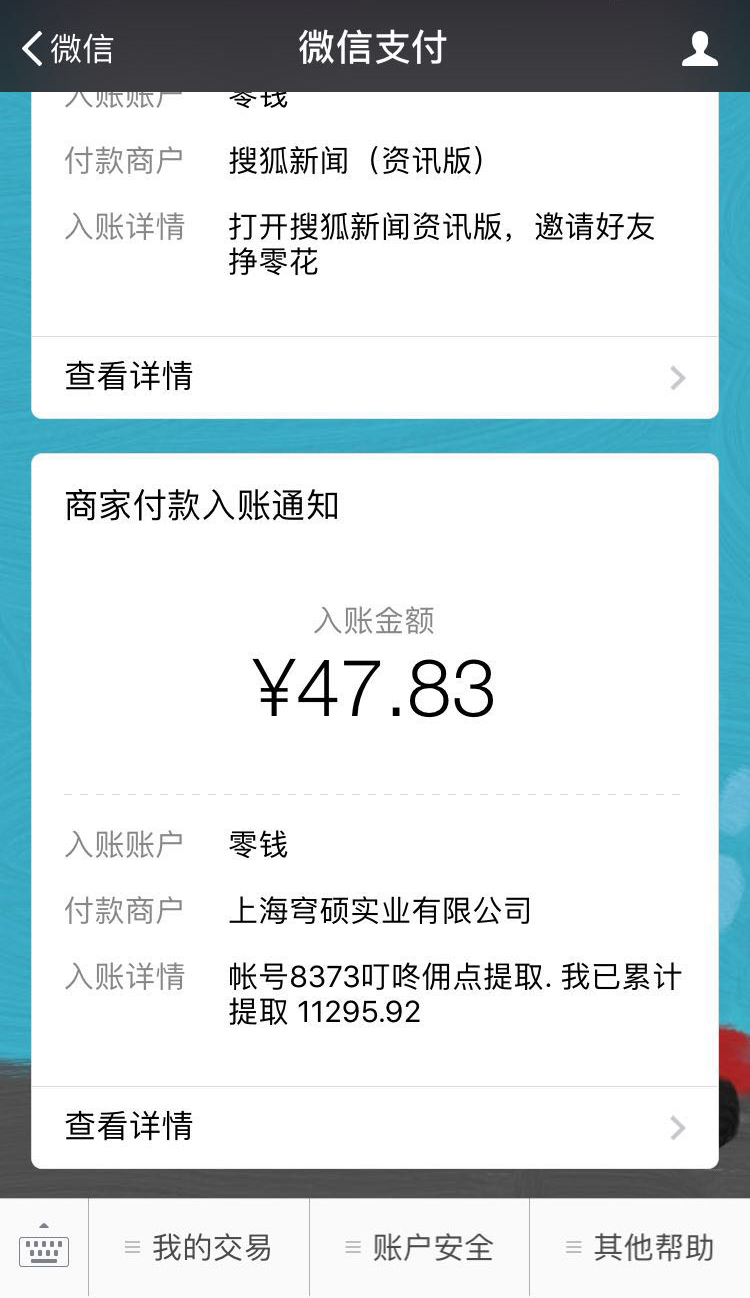 微信
微信支付
入账账户 零钱
付款商户 搜狐新闻（资讯版）
入账详情 打开搜狐新闻资讯版，邀请好友
挣零花
查看详情
商家付款入账通知
入账金额
¥47.83
入账账户 零钱
付款商户 上海穹硕实业有限公司
入账详情 帐号8373叮咚佣点提取. 我已累计
提取 11295.92
查看详情
我的交易
账户安全
其他帮助